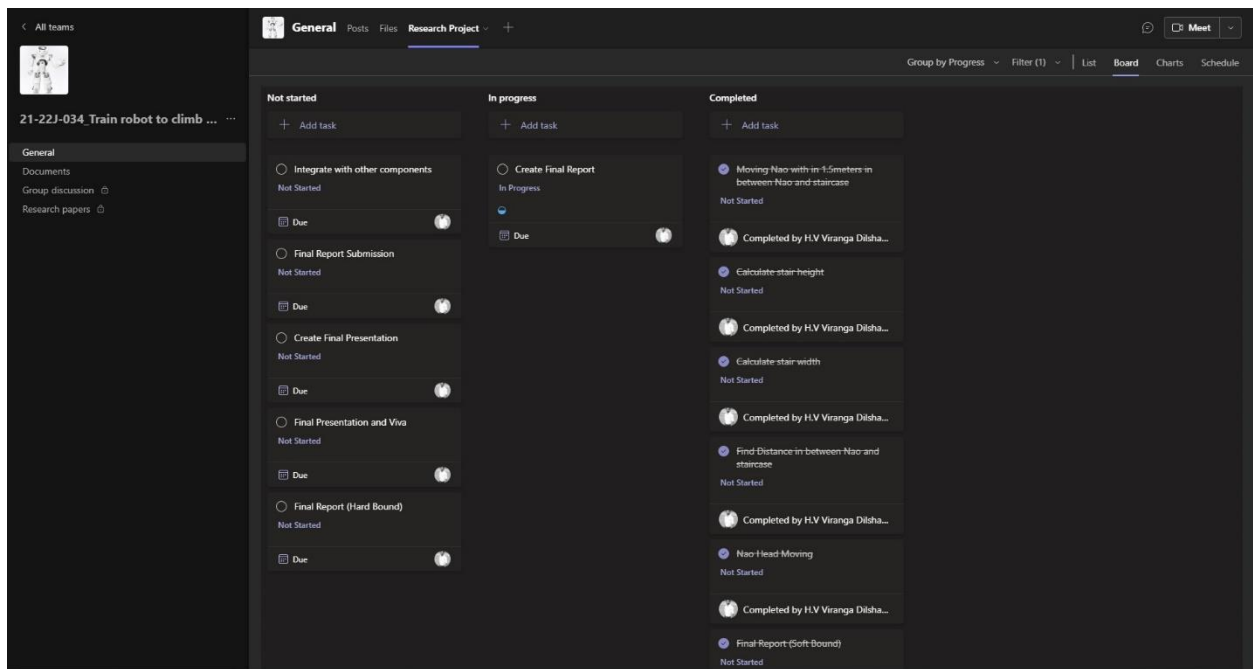 All teams
21-22J-034_Train robot to climb ...
General
Documents
Group discussion
Research papers
General Posts Files Research Project
Meet
Group by Progress Filter (1) List Board Charts Schedule
Not started
Add task
Integrate with other components
Not Started
Due
Final Report Submission
Not Started
Due
Create Final Presentation
Not Started
Due
Final Presentation and Viva
Not Started
Due
Final Report (Hard Bound)
Not Started
Due
In progress
Add task
Create Final Report
In Progress
Due
Completed
Add task
Moving Nao with in 1.5meters in
between Nao and staircase
Not Started
Completed by H.V Viranga Dilsha...
Calculate stair height
Not Started
Completed by H.V Viranga Dilsha...
Calculate stair width
Not Started
Completed by H.V Viranga Dilsha...
Find Distance in between Nao and
staircase
Not Started
Completed by H.V Viranga Dilsha...
Nao Head Moving
Not Started
Completed by H.V Viranga Dilsha...
Final Report (Soft Bound)
Not Started